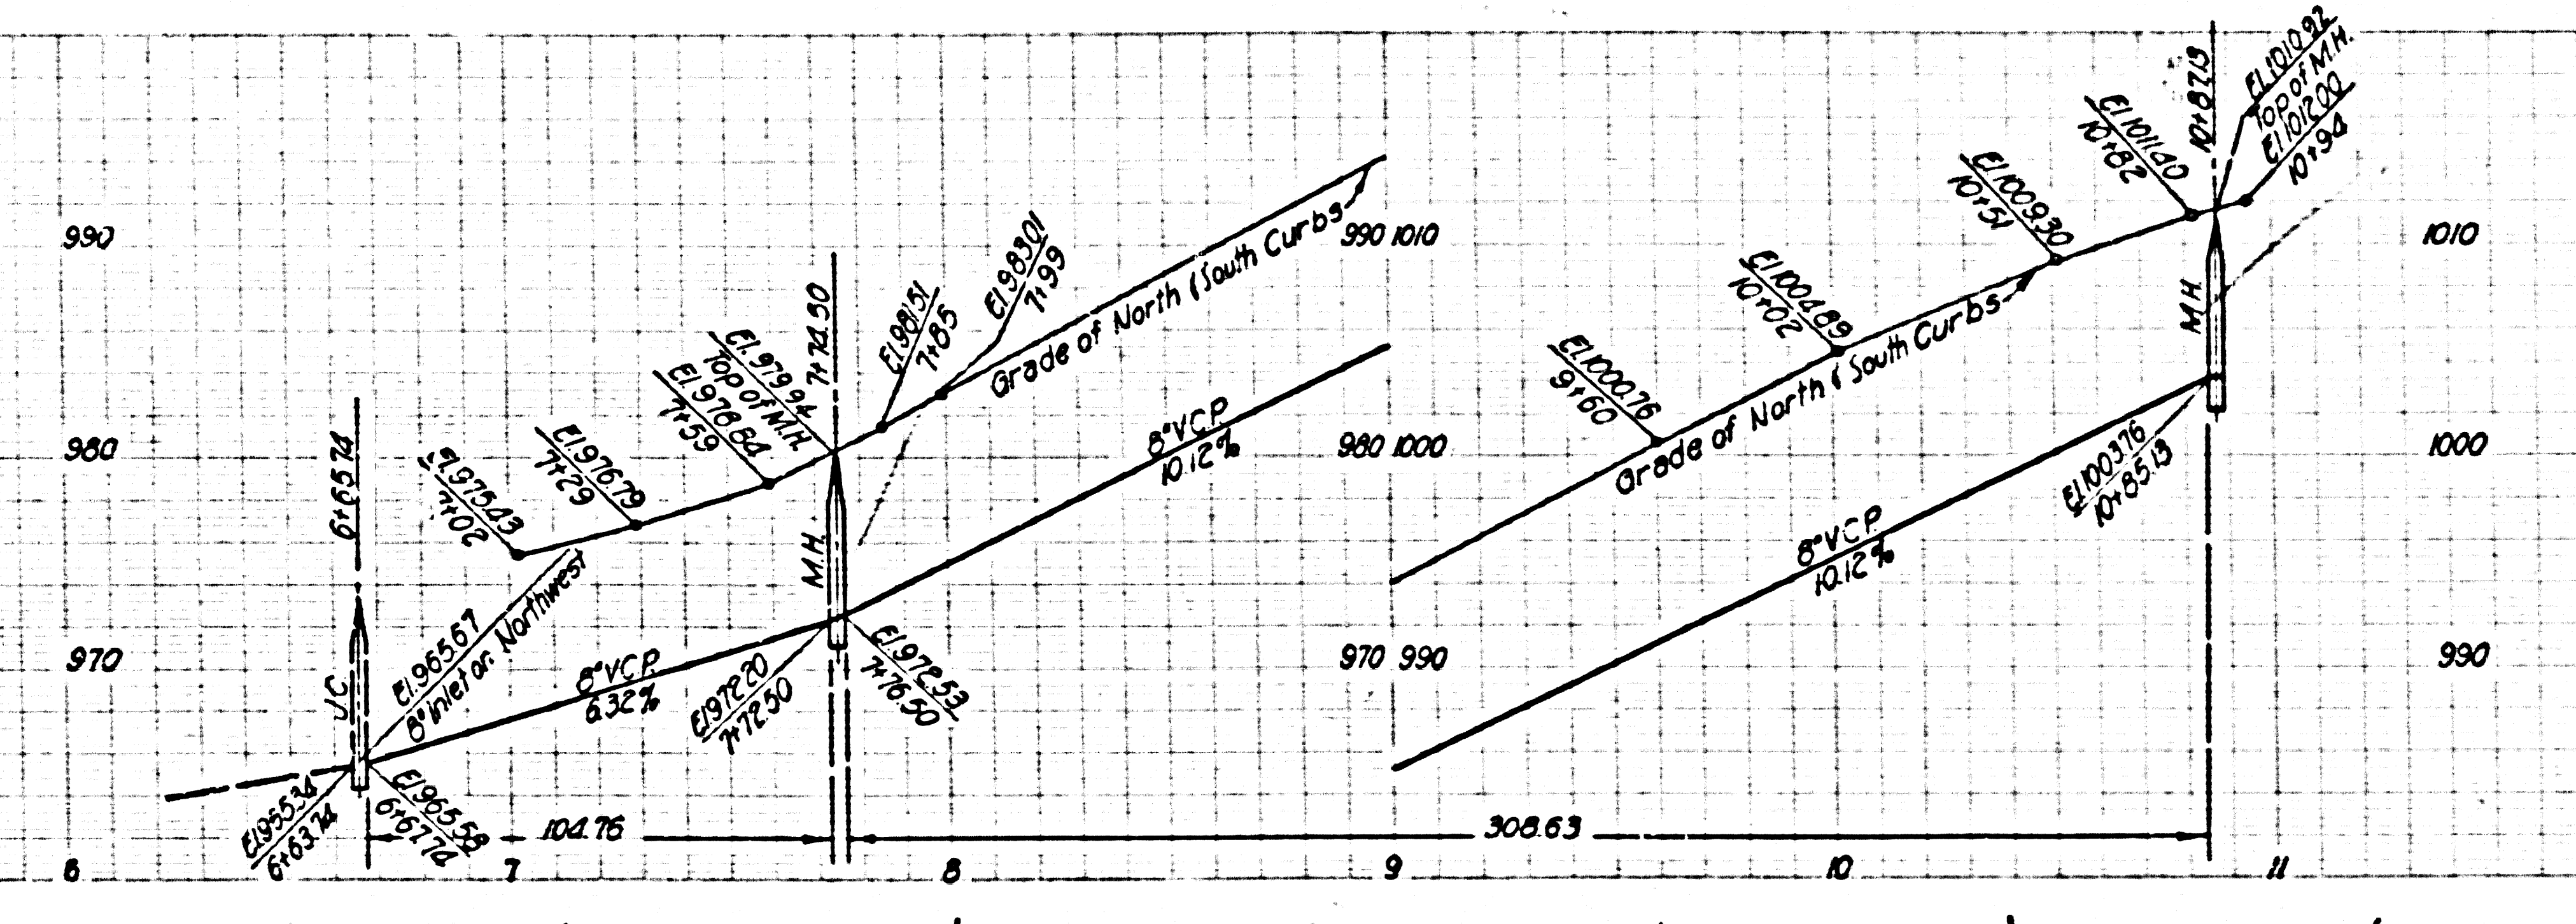 990
980
970
6+65.74
J.C.
El.965.34
6+63.74
El.965.58
6+67.74
El.965.67
8" Inlet on Northwest
El.975.43
7+02
El.976.79
7+29
El.978.84
7+59
El.979.94
Top of M.H.
7+74.50
M.H.
8" V.C.P.
6.32%
El.972.20
7+72.50
El.972.53
7+76.50
El.981.51
7+85
El.983.01
7+99
Grade of North & South Curbs
8" V.C.P.
10.12%
990 1010
980 1000
970 990
El.1000.76
9+60
El.1004.89
10+02
El.1009.30
10+51
El.1011.40
10+82
10+87.13
El.1010.92
Top of M.H.
El.1012.00
10+94
Grade of North & South Curbs
8" V.C.P.
10.12%
El.1003.76
10+85.13
M.H.
1010
1000
990
104.76
308.63
6 7 8 9 10 11